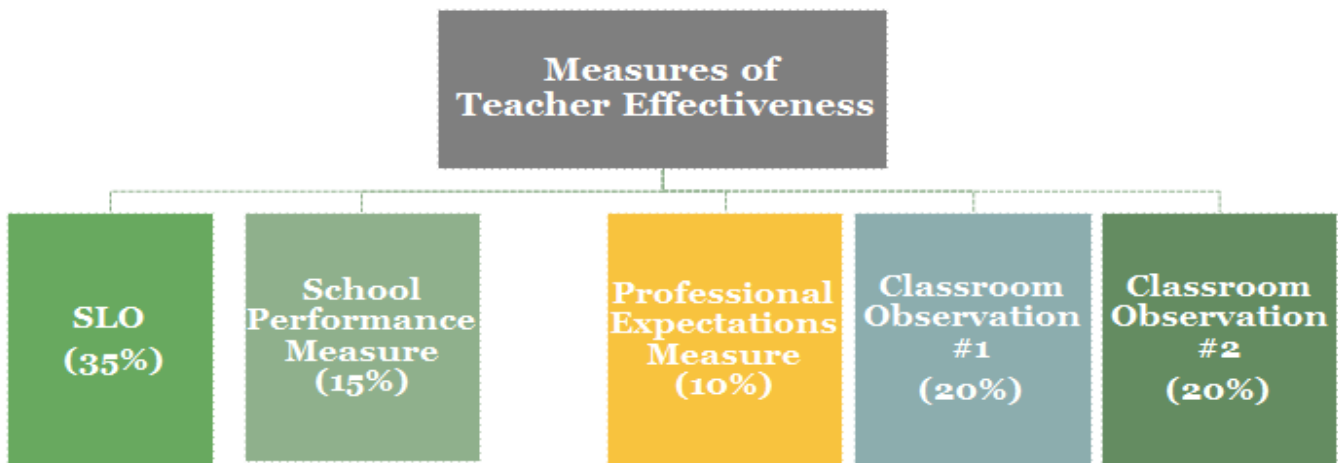 Measures of
Teacher Effectiveness
SLO
(35%)
School
Performance
Measure
(15%)
Professional
Expectations
Measure
(10%)
Classroom
Observation
#1
(20%)
Classroom
Observation
#2
(20%)